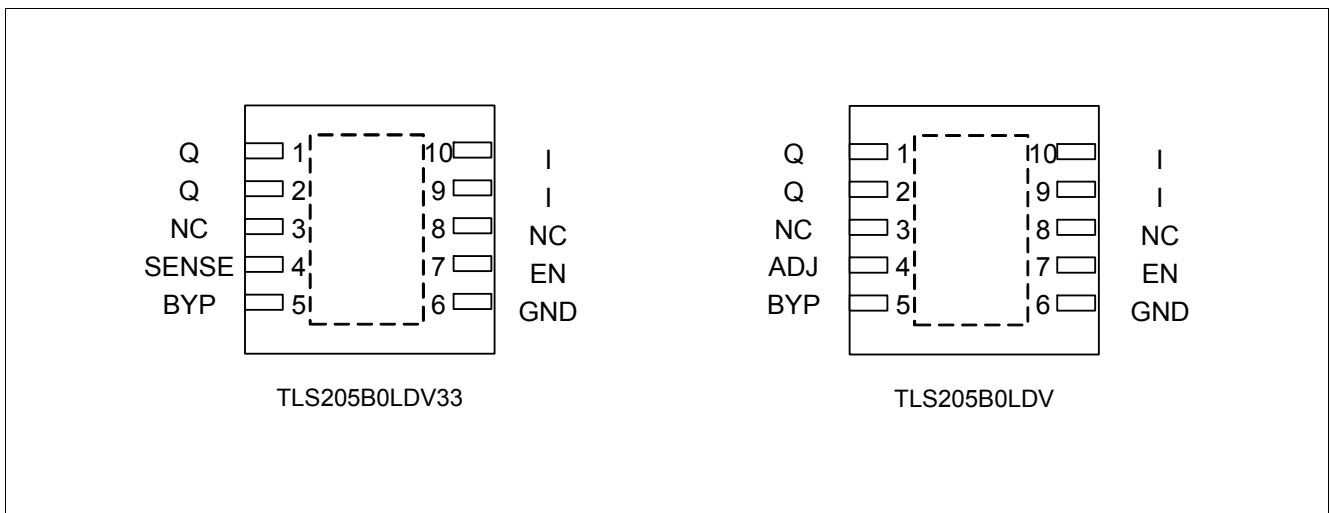 Q 1 10 I
Q 2 9 I
NC 3 8 NC
SENSE 4 7 EN
BYP 5 6 GND
TLS205B0LDV33
Q 1 10 I
Q 2 9 I
NC 3 8 NC
ADJ 4 7 EN
BYP 5 6 GND
TLS205B0LDV